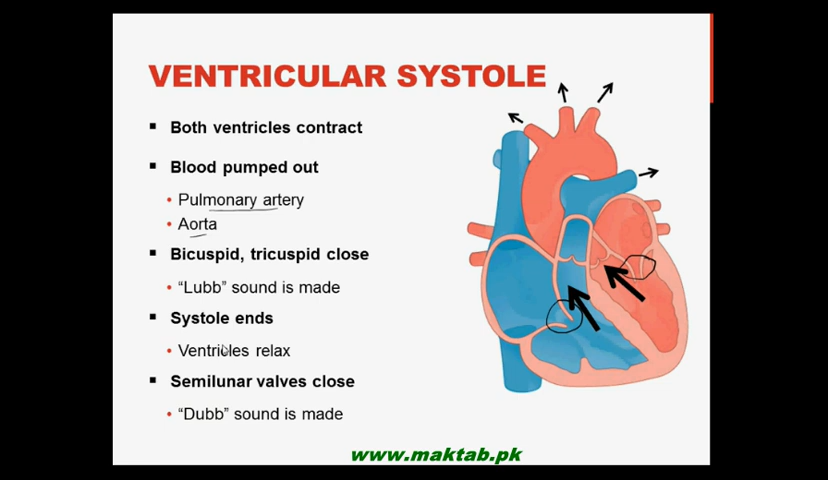 VENTRICULAR SYSTOLE
Both ventricles contract
Blood pumped out
Pulmonary artery
Aorta
Bicuspid, tricuspid close
“Lubb” sound is made
Systole ends
Ventricles relax
Semilunar valves close
“Dubb” sound is made
www.maktab.pk